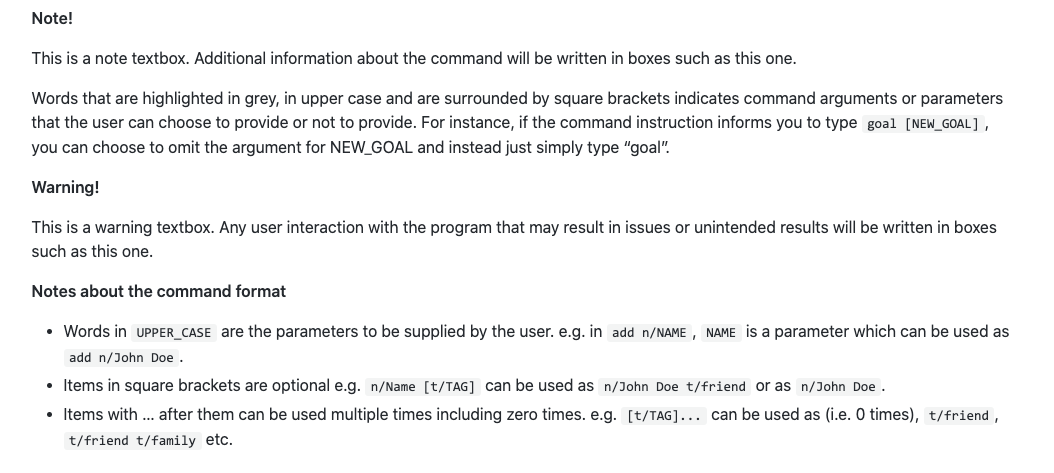 Note!
This is a note textbox. Additional information about the command will be written in boxes such as this one.
Words that are highlighted in grey, in upper case and are surrounded by square brackets indicates command arguments or parameters
that the user can choose to provide or not to provide. For instance, if the command instruction informs you to type goal [NEW_GOAL] ,
you can choose to omit the argument for NEW_GOAL and instead just simply type “goal”.
Warning!
This is a warning textbox. Any user interaction with the program that may result in issues or unintended results will be written in boxes
such as this one.
Notes about the command format
• Words in UPPER_CASE are the parameters to be supplied by the user. e.g. in add n/NAME , NAME is a parameter which can be used as
add n/John Doe .
• Items in square brackets are optional e.g. n/Name [t/TAG] can be used as n/John Doe t/friend or as n/John Doe .
• Items with … after them can be used multiple times including zero times. e.g. [t/TAG]... can be used as (i.e. 0 times), t/friend ,
t/friend t/family etc.